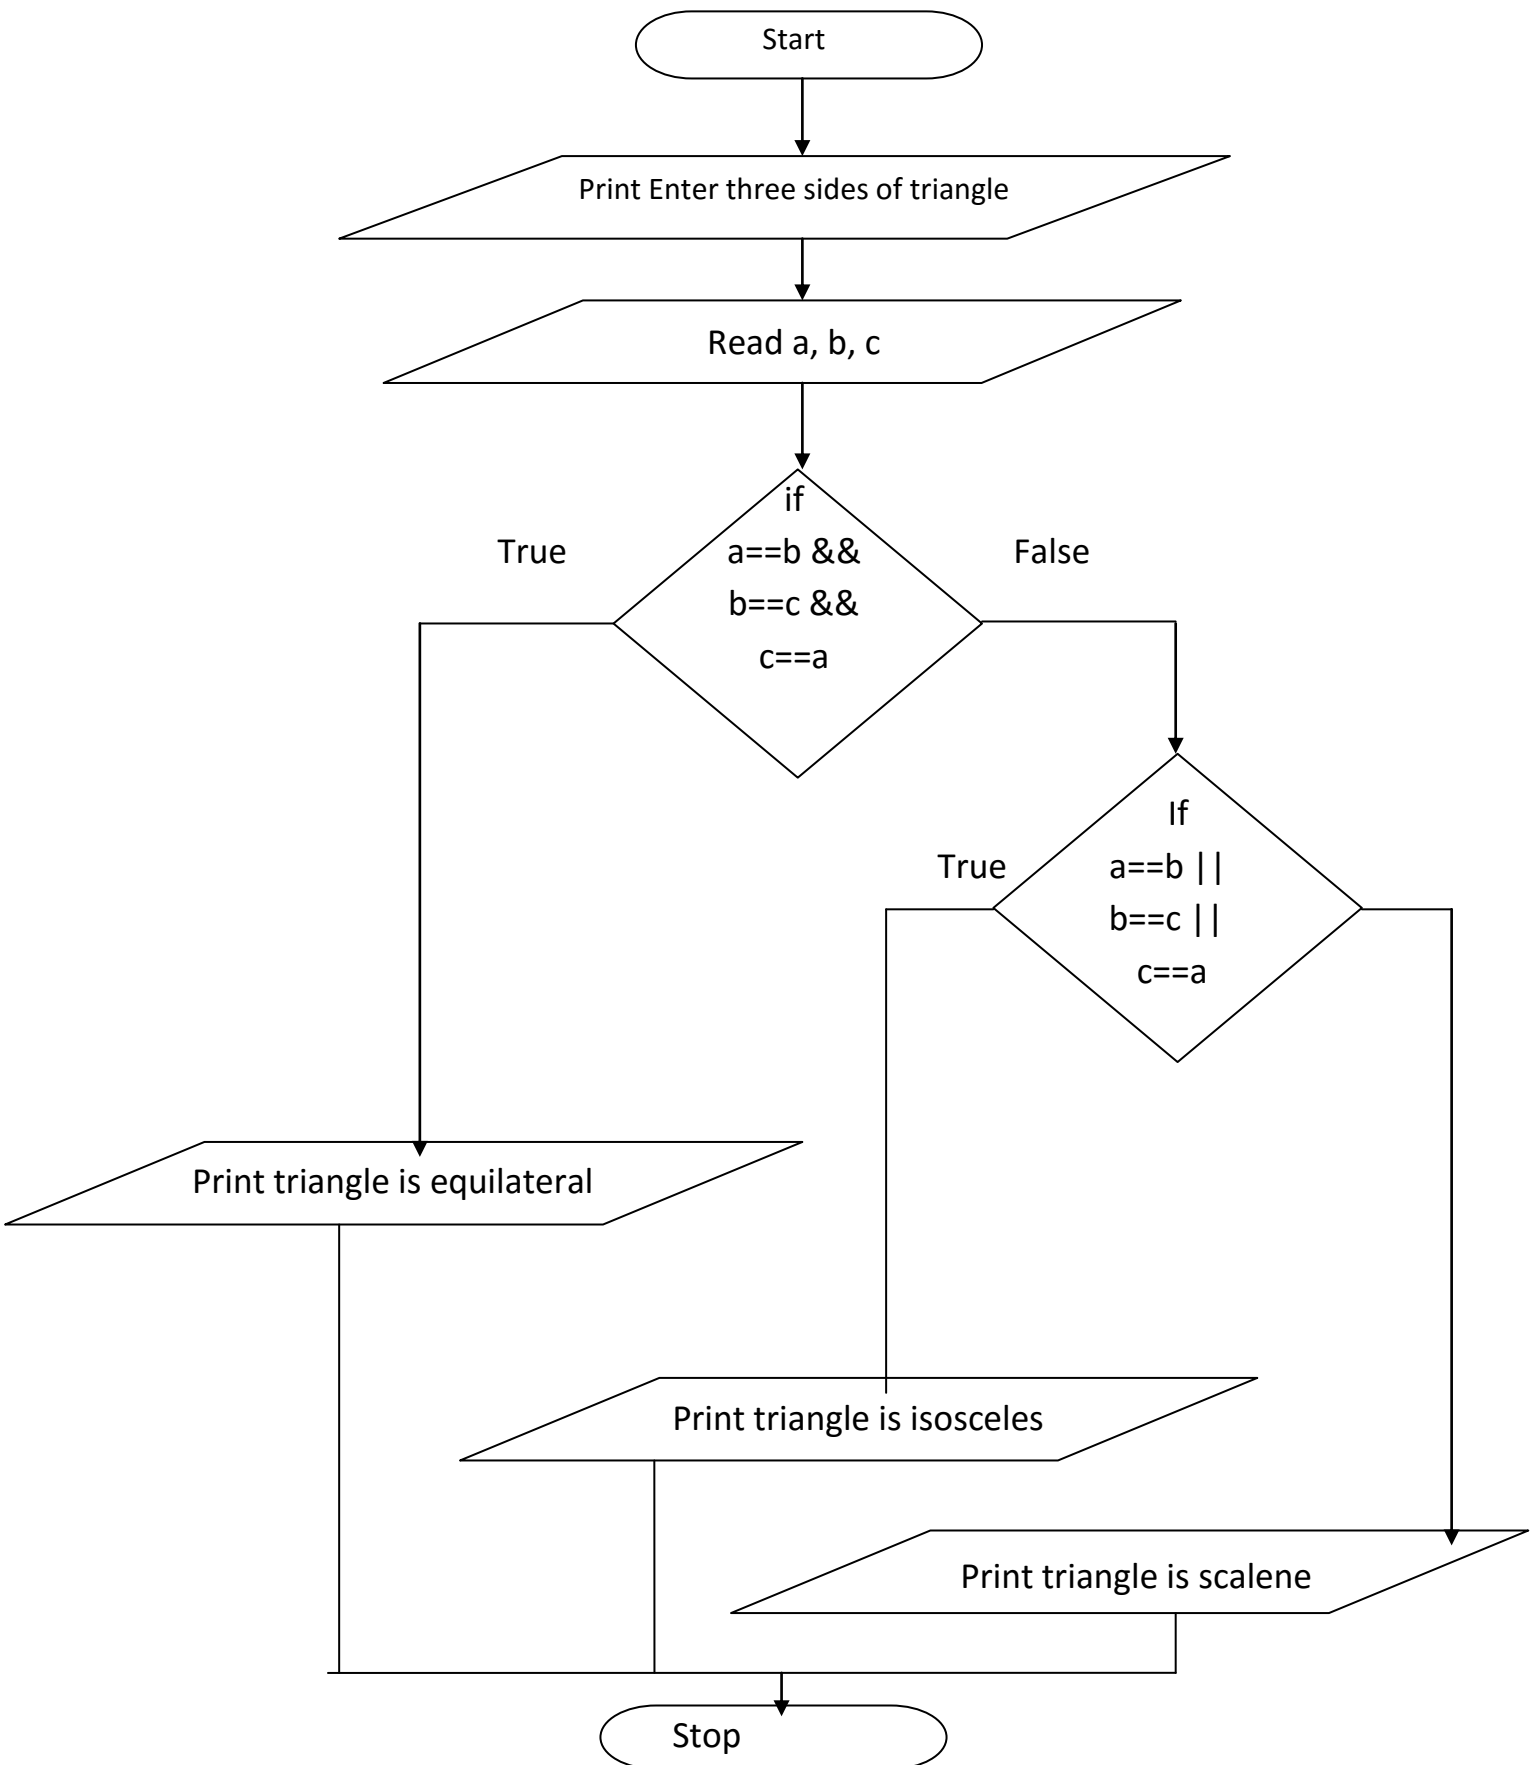 Start
Print Enter three sides of triangle
Read a, b, c
if
True
a==b &&
False
b==c &&
c==a
If
True
a==b ||
b==c ||
c==a
Print triangle is equilateral
Print triangle is isosceles
Print triangle is scalene
Stop